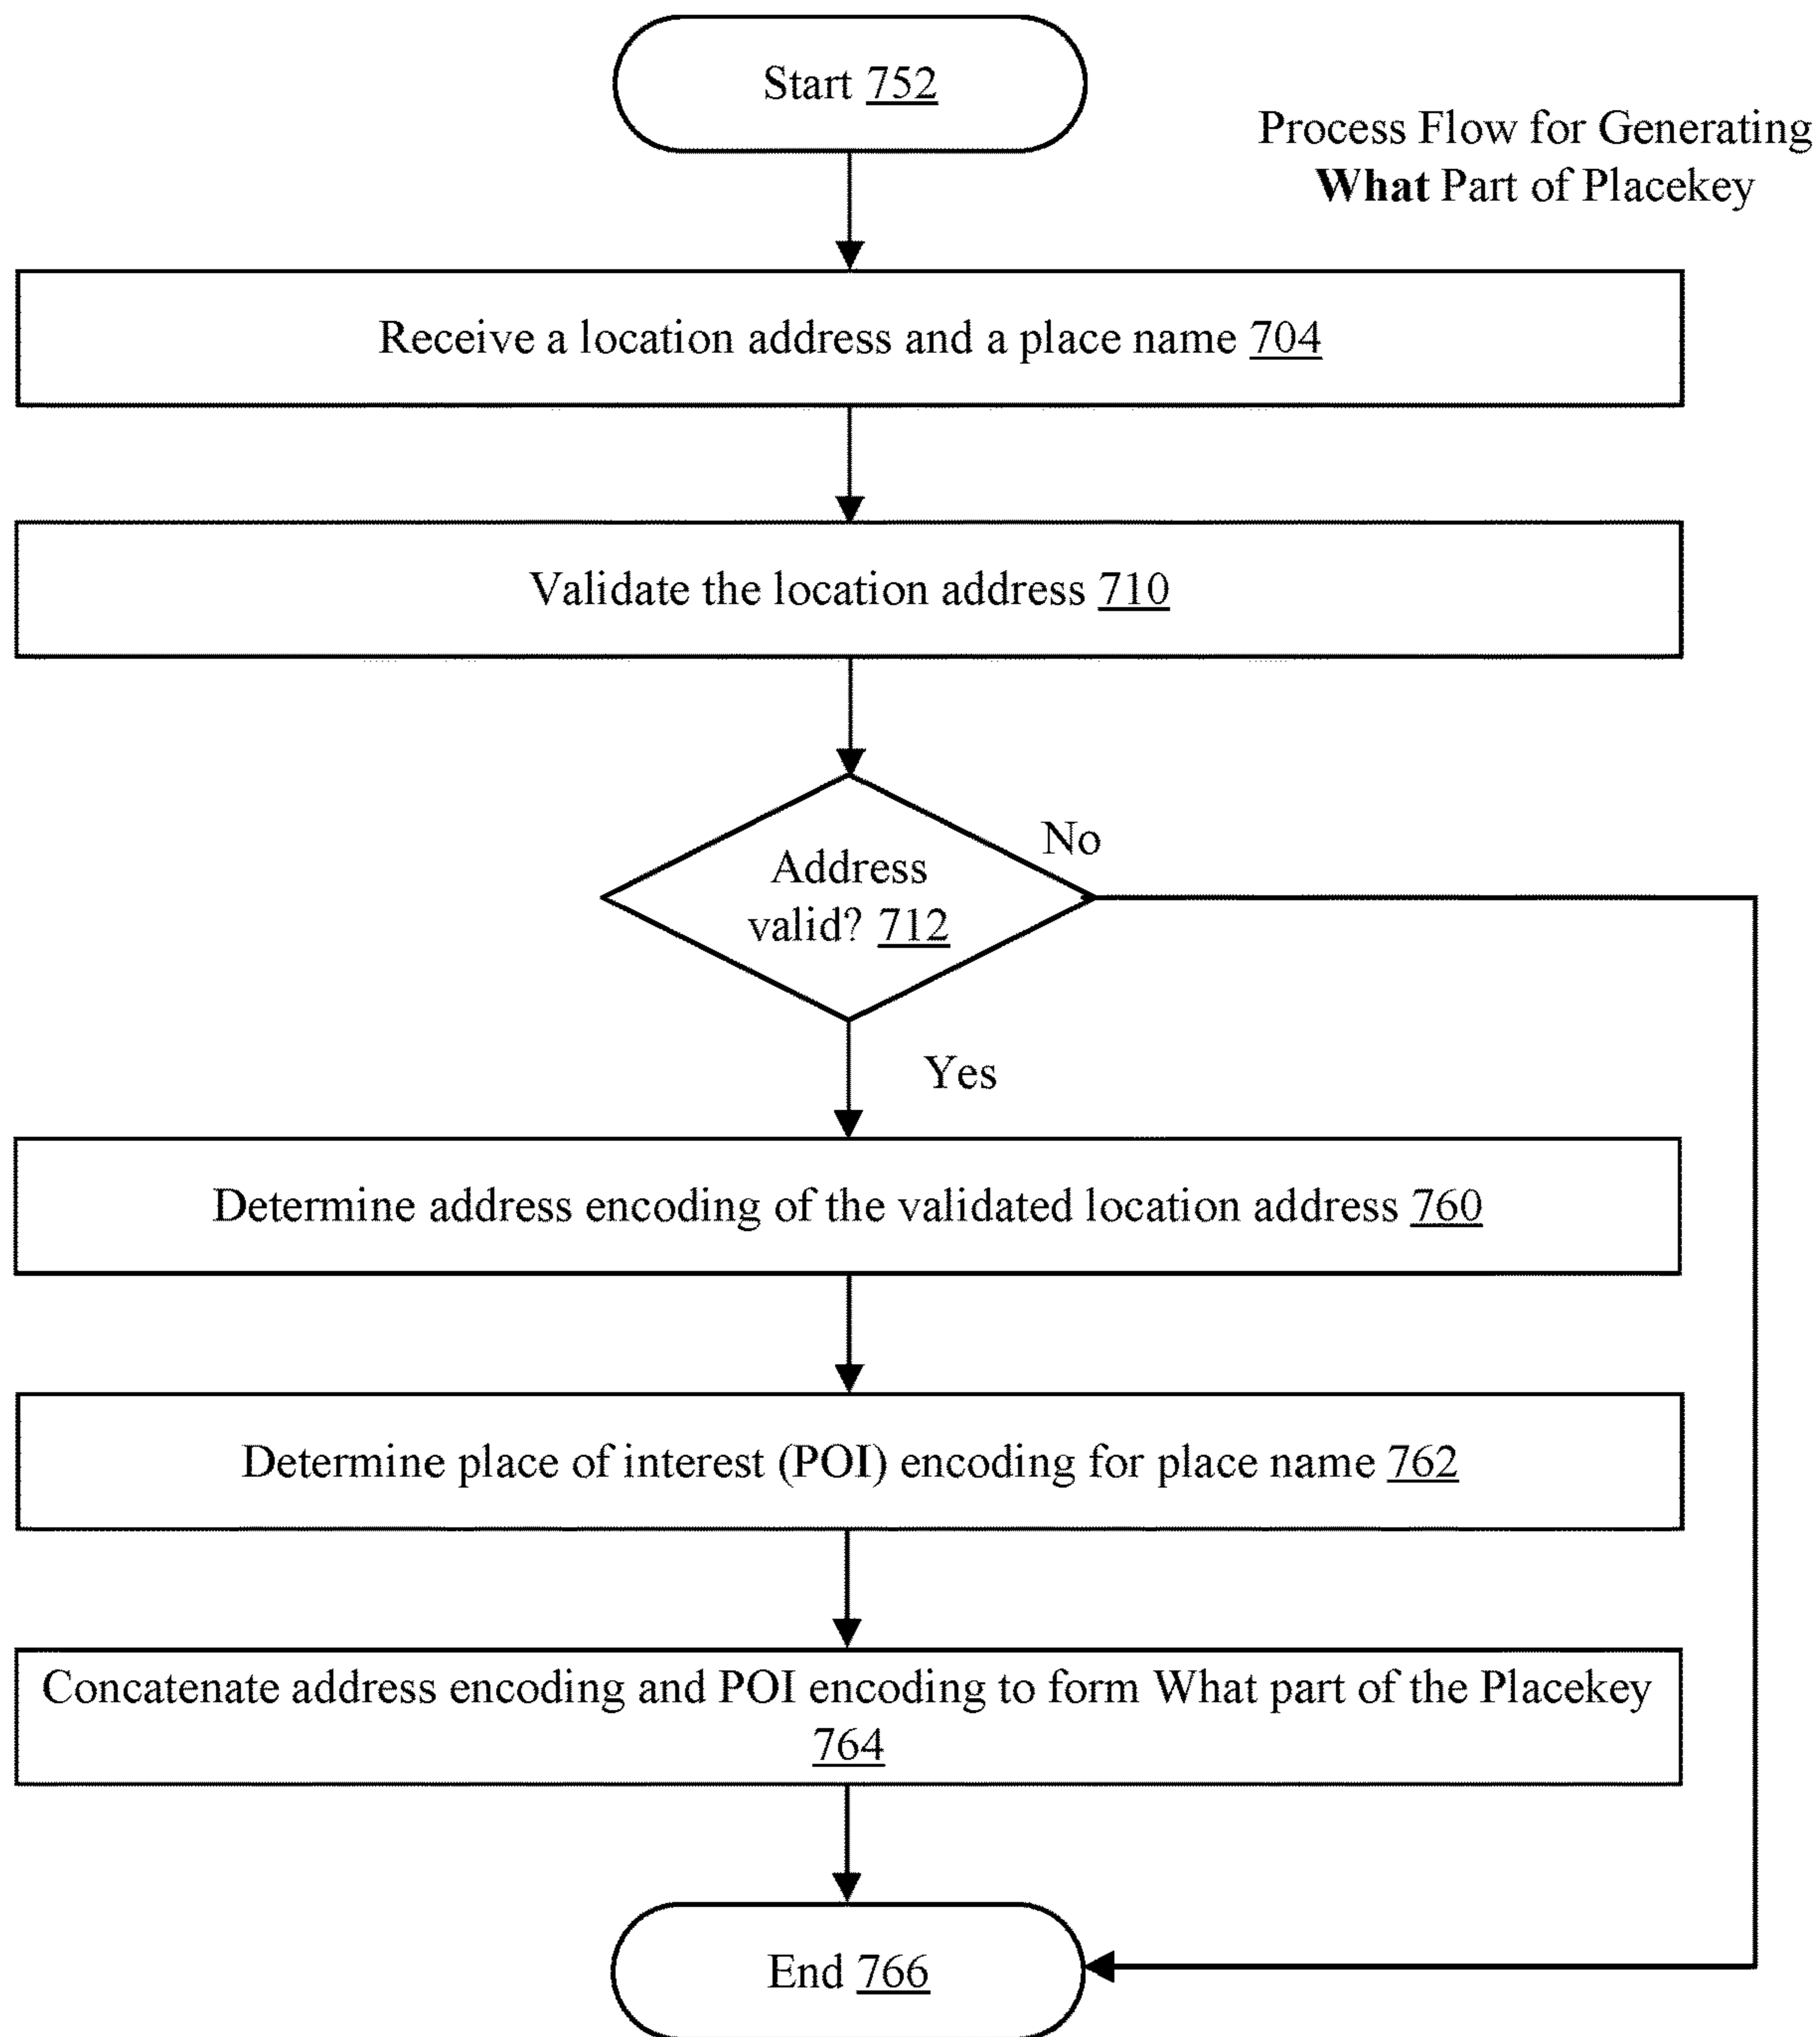 Start 752
Process Flow for Generating
What Part of Placekey
Receive a location address and a place name 704
Validate the location address 710
No
Address
valid? 712
Yes
Determine address encoding of the validated location address 760
Determine place of interest (POI) encoding for place name 762
Concatenate address encoding and POI encoding to form What part of the Placekey
764
End 766